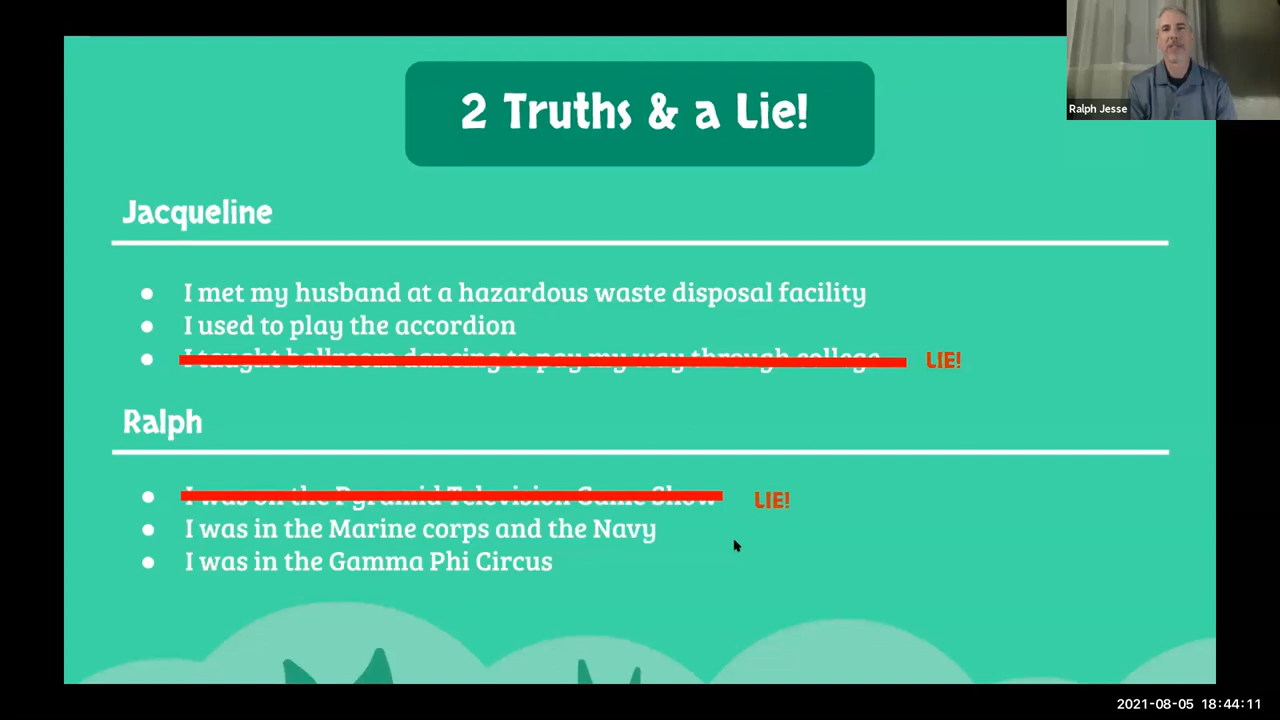 2 Truths & a Lie!
Ralph Jesse
Jacqueline
● I met my husband at a hazardous waste disposal facility
● I used to play the accordion
● I taught ballroom dancing to pay my way through college LIE!
Ralph
● I was on the Pyramid Television Game Show LIE!
● I was in the Marine corps and the Navy
● I was in the Gamma Phi Circus
2021-08-05 18:44:11